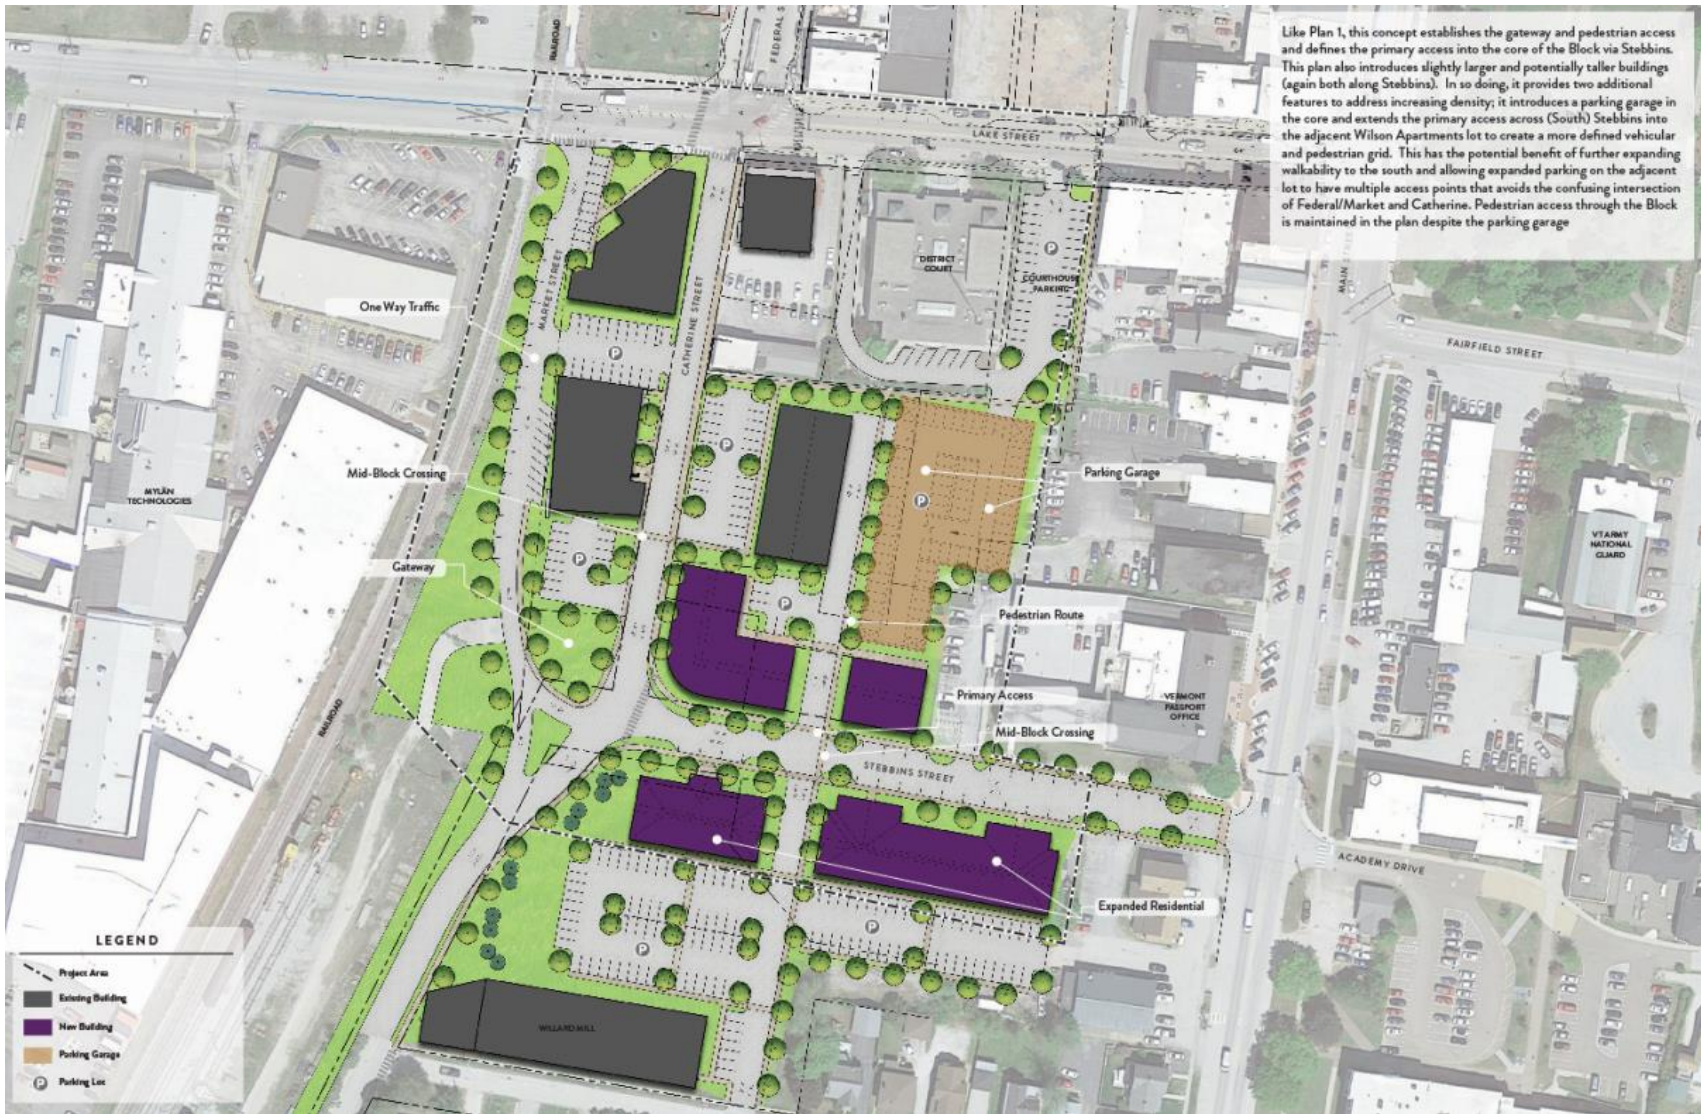 Like Plan 1, this concept establishes the gateway and pedestrian access
and defines the primary access into the core of the Block via Stebbins.
This plan also introduces slightly larger and potentially taller buildings
(again both along Stebbins). In so doing, it provides two additional
features to address increasing density; it introduces a parking garage in
the core and extends the primary access across (South) Stebbins into
the adjacent Wilson Apartments lot to create a more defined vehicular
and pedestrian grid. This has the potential benefit of further expanding
walkability to the south and allowing expanded parking on the adjacent
lot to have multiple access points that avoids the confusing intersection
of Federal/Market and Catherine. Pedestrian access through the Block
is maintained in the plan despite the parking garage
RAILROAD
FEDERAL S
LAKE STREET
MAIN
FAIRFIELD STREET
DISTRICT
COURT
COURTHOUSE
PARKING
P
MARKET STREET
CATHERINE STREET
One Way Traffic
P
Mid-Block Crossing
P
P
Parking Garage
MYLAN
TECHNOLOGIES
VT ARMY
NATIONAL
GUARD
Gateway
P
P
Pedestrian Route
Primary Access
VERMONT
PASSPORT
OFFICE
Mid-Block Crossing
RAILROAD
STEBBINS STREET
ACADEMY DRIVE
Expanded Residential
P
P
WILLARD MILL
LEGEND
Project Area
Existing Building
New Building
Parking Garage
P Parking Lot